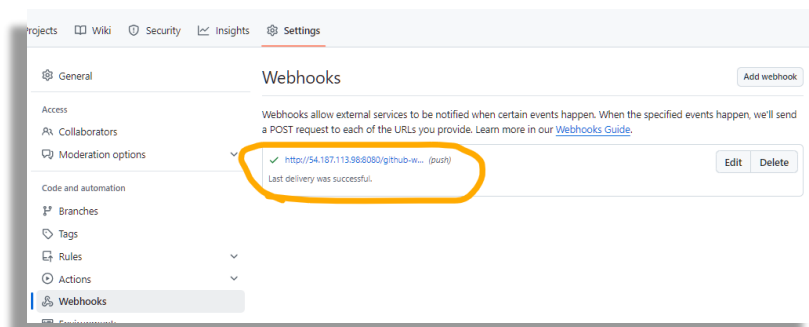 Projects Wiki Security Insights Settings
General
Webhooks
Add webhook
Access
Webhooks allow external services to be notified when certain events happen. When the specified events happen, we'll send
a POST request to each of the URLs you provide. Learn more in our Webhooks Guide.
Collaborators
Moderation options
http://54.187.113.98:8080/github-w... (push)
Edit Delete
Last delivery was successful.
Code and automation
Branches
Tags
Rules
Actions
Webhooks